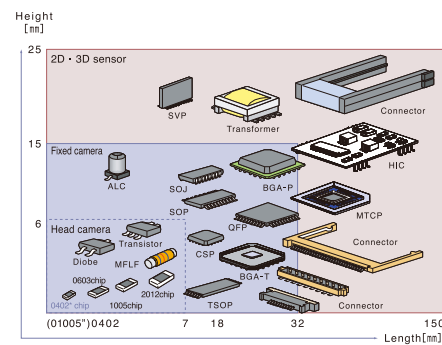 Height
[mm]
25
2D・3D sensor
SVP
Transformer
Connector
15
Fixed camera
ALC
SOJ
BGA-P
HIC
SOP
MTCP
6
Head camera
QFP
Transistor
Connector
Diobe
MFLF
CSP
BGA-T
0603chip
2012chip
0402" chip
1005chip
TSOP
Connector
(01005")0402
7
18
32
150
Length[mm]